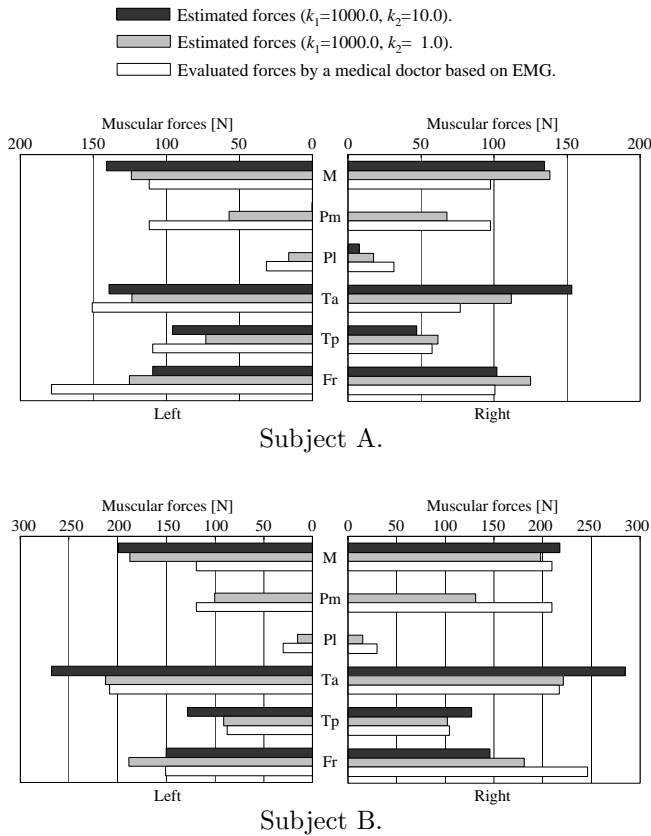 Estimated forces (k1=1000.0, k2=10.0).
Estimated forces (k1=1000.0, k2= 1.0).
Evaluated forces by a medical doctor based on EMG.
Muscular forces [N] Muscular forces [N]
200 150 100 50 0 0 50 100 150 200
M
Pm
Pl
Ta
Tp
Fr
Left Right
Subject A.
Muscular forces [N] Muscular forces [N]
300 250 200 150 100 50 0 0 50 100 150 200 250 300
M
Pm
Pl
Ta
Tp
Fr
Left Right
Subject B.